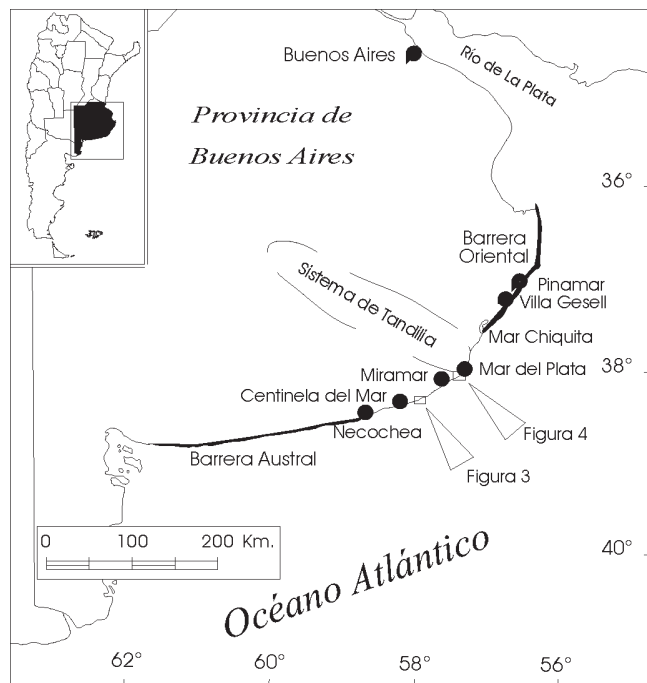 Buenos Aires
Río de La Plata
Provincia de
Buenos Aires
36°
Barrera
Oriental
Pinamar
Villa Gesell
Sistema de Tandilia
Mar Chiquita
38°
Mar del Plata
Miramar
Centinela del Mar
Necochea
Figura 4
Barrera Austral
Figura 3
0 100 200 Km.
40°
Océano Atlántico
62° 60° 58° 56°